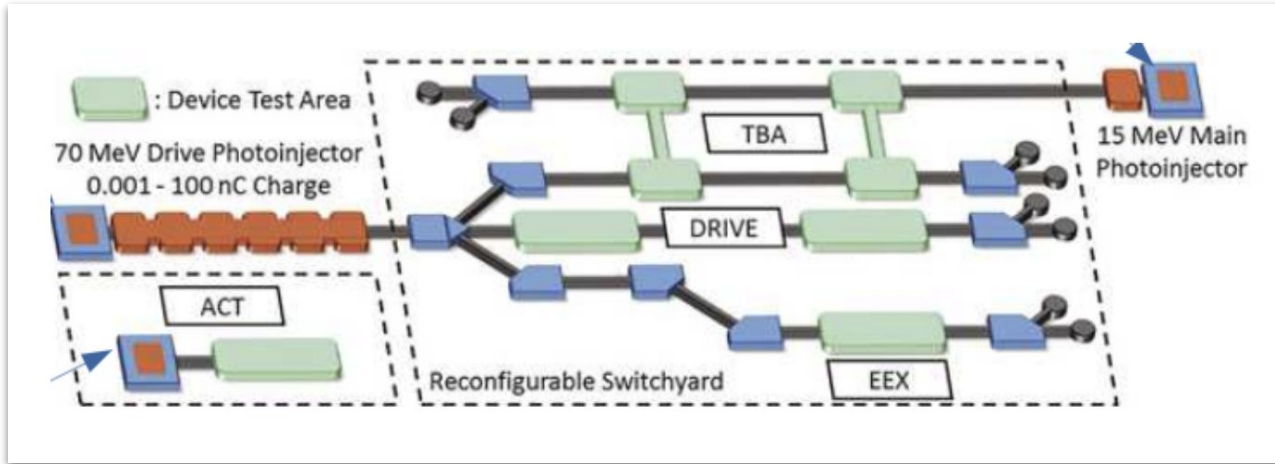 : Device Test Area
70 MeV Drive Photoinjector
0.001 - 100 nC Charge
TBA
15 MeV Main
Photoinjector
DRIVE
ACT
Reconfigurable Switchyard
EEX